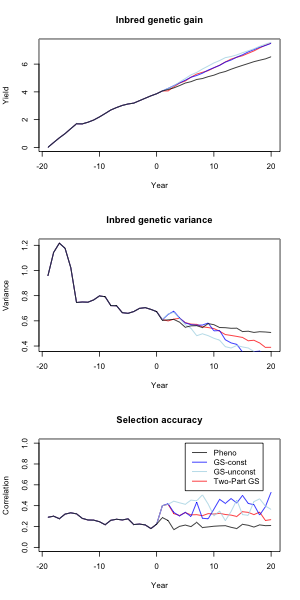 Inbred genetic gain
Yield
6
4
2
0
-20 -10 0 10 20
Year
Inbred genetic variance
Variance
1.2
1.0
0.8
0.6
0.4
-20 -10 0 10 20
Year
Selection accuracy
Correlation
1.0
0.8
0.6
0.4
0.2
0.0
Pheno
GS-const
GS-unconst
Two-Part GS
-20 -10 0 10 20
Year